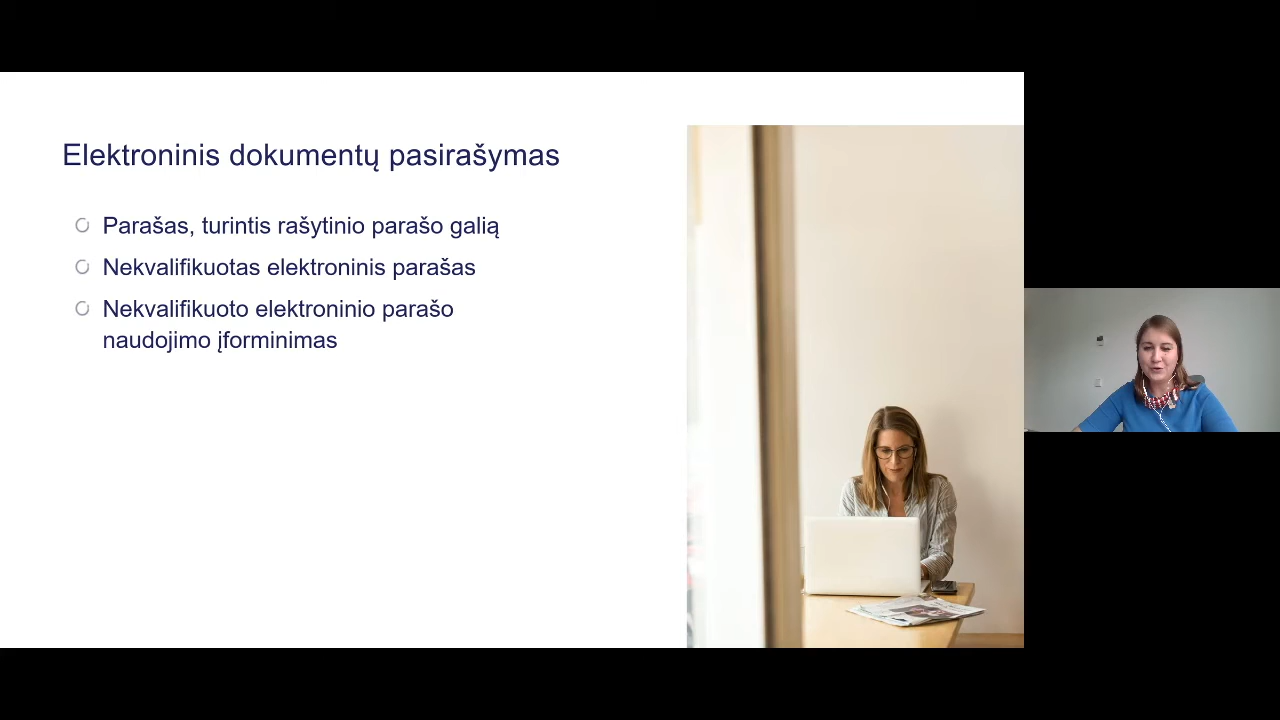 Elektroninis dokumentų pasirašymas
Parašas, turintis rašytinio parašo galią
Nekvalifikuotas elektroninis parašas
Nekvalifikuoto elektroninio parašo
naudojimo įforminimas